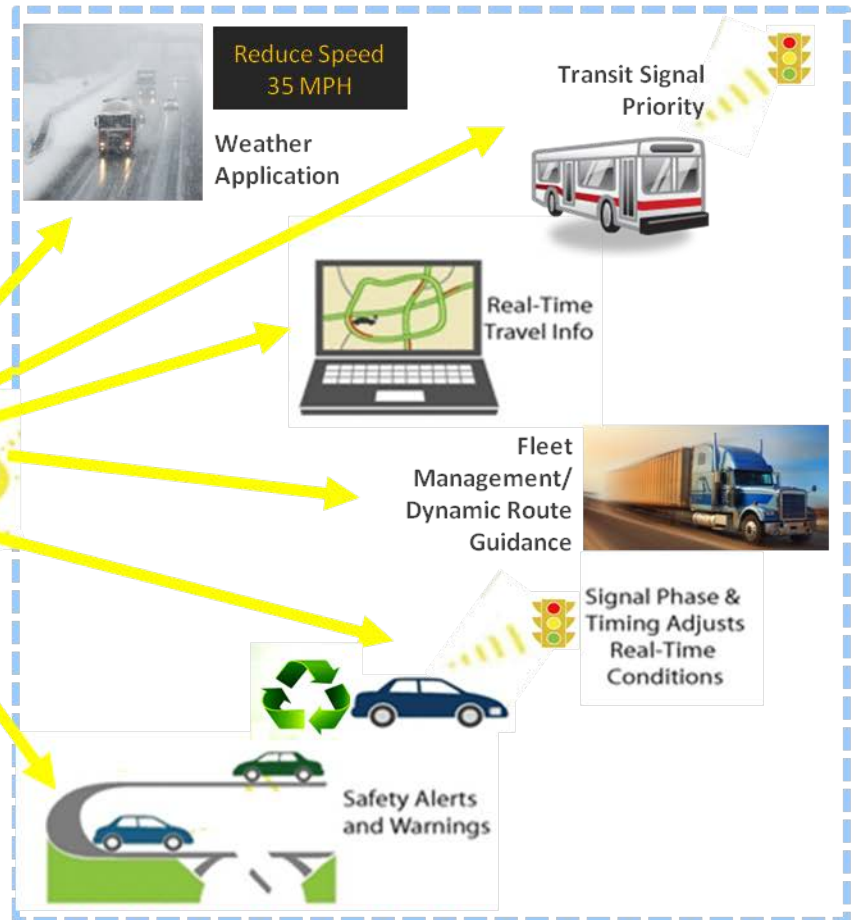 Reduce Speed
35 MPH
Weather
Application
Transit Signal
Priority
Real-Time
Travel Info
Fleet
Management/
Dynamic Route
Guidance
Signal Phase &
Timing Adjusts
Real-Time
Conditions
Safety Alerts
and Warnings